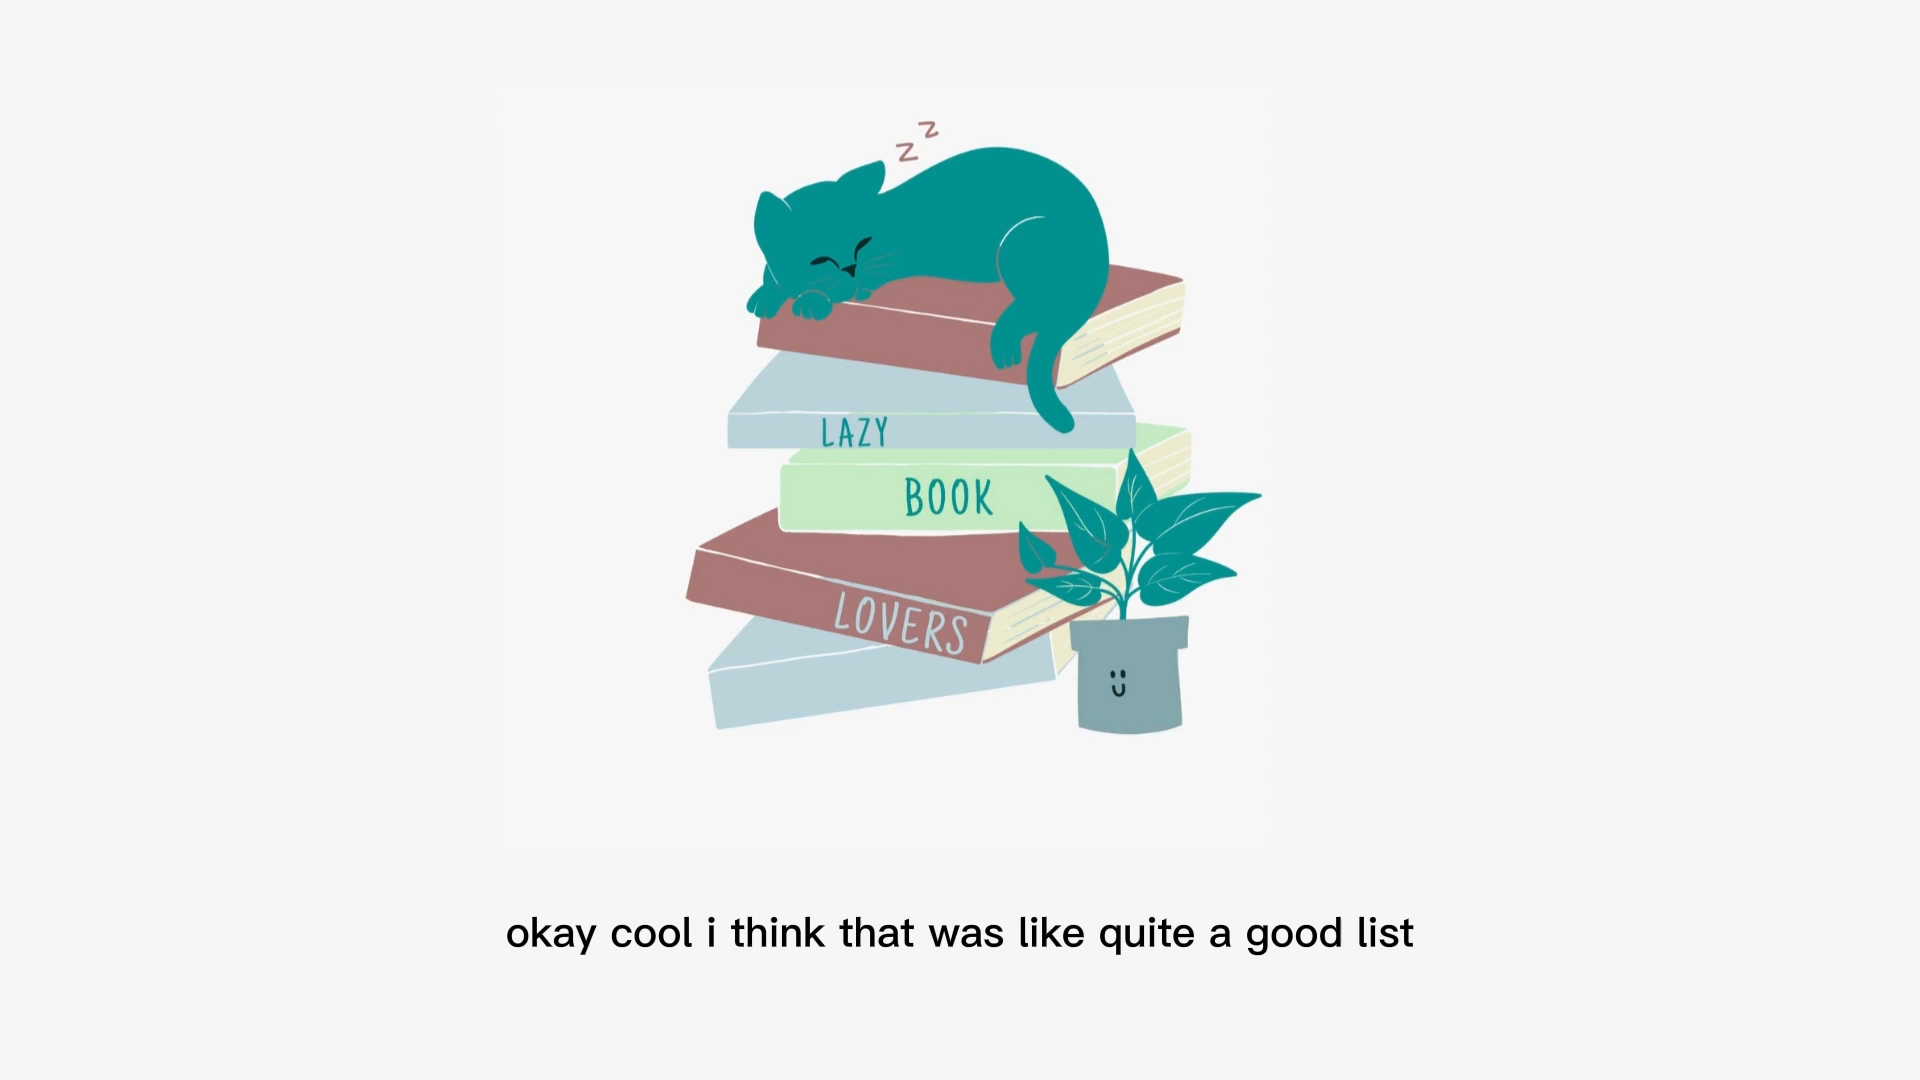 z
z
LAZY
BOOK
LOVERS
okay cool i think that was like quite a good list